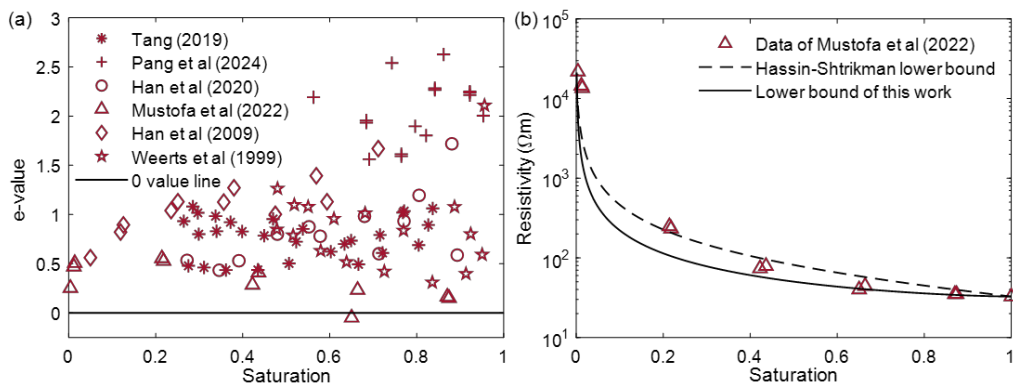 (a)
3
2.5
2
1.5
1
0.5
0
e-value
Tang (2019)
Pang et al (2024)
Han et al (2020)
Mustofa et al (2022)
Han et al (2009)
Weerts et al (1999)
0 value line
0 0.2 0.4 0.6 0.8 1
Saturation
(b)
10^5
10^4
10^3
10^2
10^1
Resistivity (Ωm)
Data of Mustofa et al (2022)
Hassin-Shtrikman lower bound
Lower bound of this work
0 0.2 0.4 0.6 0.8 1
Saturation